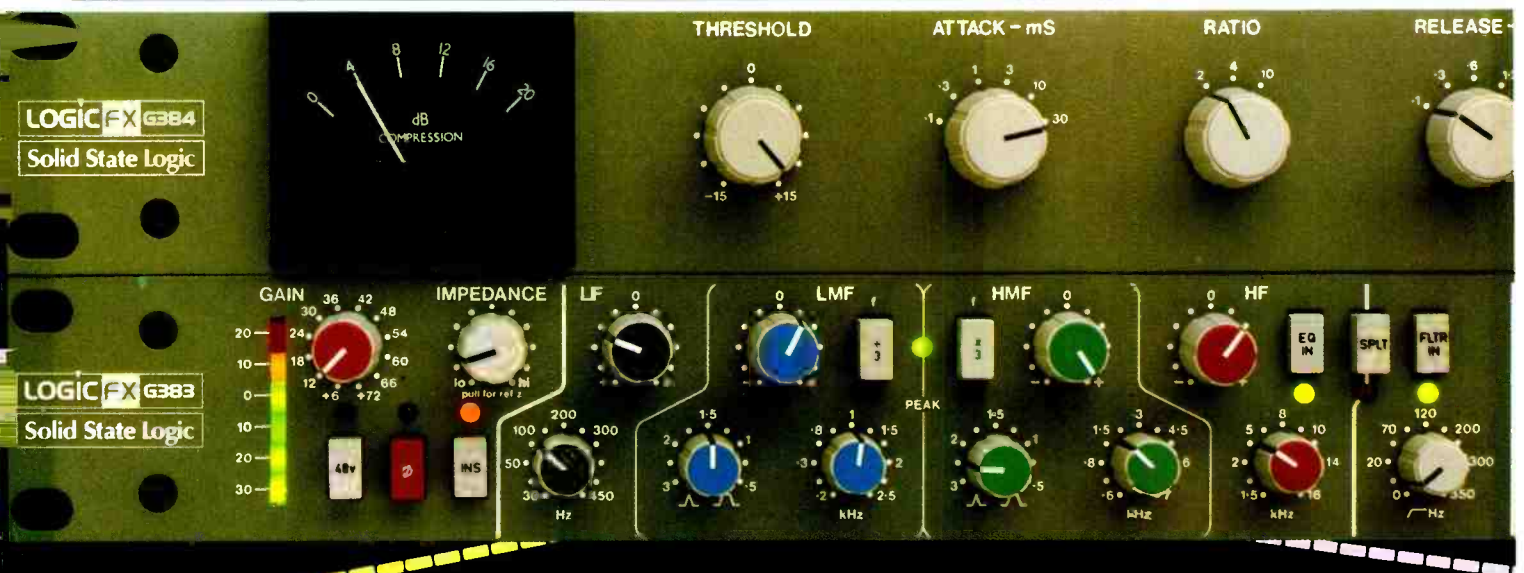 THRESHOLD
ATTACK - mS
RATIO
RELEASE -
0
-15
+15
·1
·3
1
3
10
30
2
4
10
·1
·3
·6
0
4
8
12
16
20
dB
COMPRESSION
LOGiC FX G384
Solid State Logic
GAIN
IMPEDANCE
LF
LMF
HMF
HF
20
10
0
10
20
30
+6
12
18
24
30
36
42
48
54
60
66
+72
lo
hi
pull for ref z
0
0
f
÷
3
f
x
3
0
-
+
0
-
+
EQ
IN
SPLT
FLTR
IN
PEAK
LOGiC FX G383
Solid State Logic
48v
Ø
INS
50
100
200
300
450
Hz
3
2
1·5
1
·5
·2
·3
·8
1
1·5
2
2·5
kHz
3
2
1·5
1
·5
·6
·8
1·5
3
4·5
6
7
kHz
1·5
2
5
8
10
14
16
kHz
0
20
70
120
200
300
350
Hz